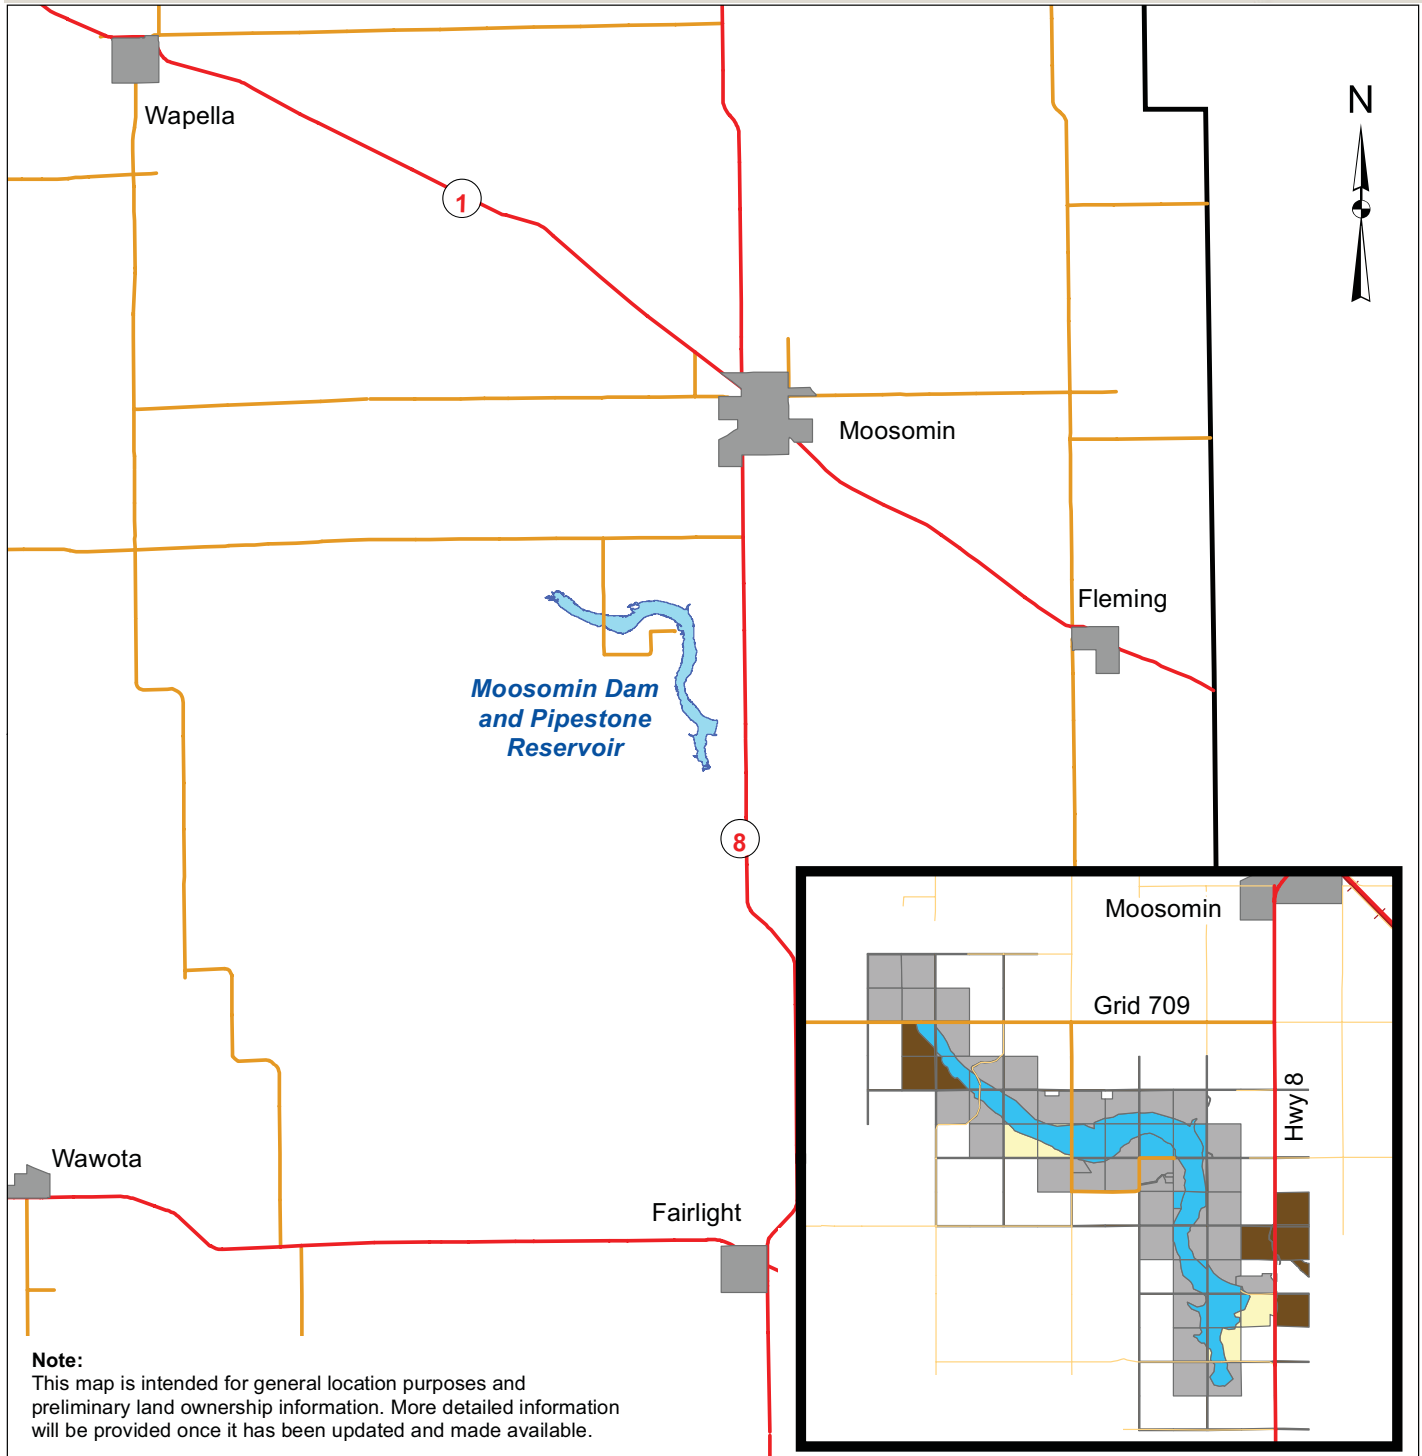 Wapella
N
1
Moosomin
Fleming
Moosomin Dam
and Pipestone
Reservoir
8
Moosomin
Grid 709
Hwy 8
Wawota
Fairlight
Note:
This map is intended for general location purposes and
preliminary land ownership information. More detailed information
will be provided once it has been updated and made available.